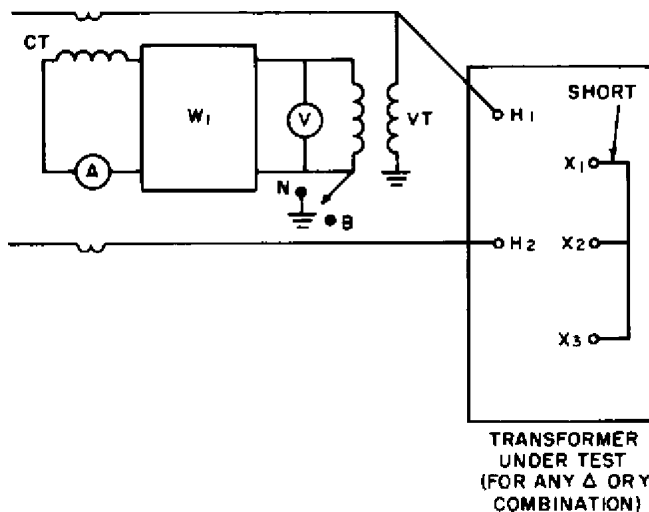 CT
W1
V
VT
Δ
N
B
H1
SHORT
X1
H2
X2
X3
TRANSFORMER
UNDER TEST
(FOR ANY Δ OR Y
COMBINATION)